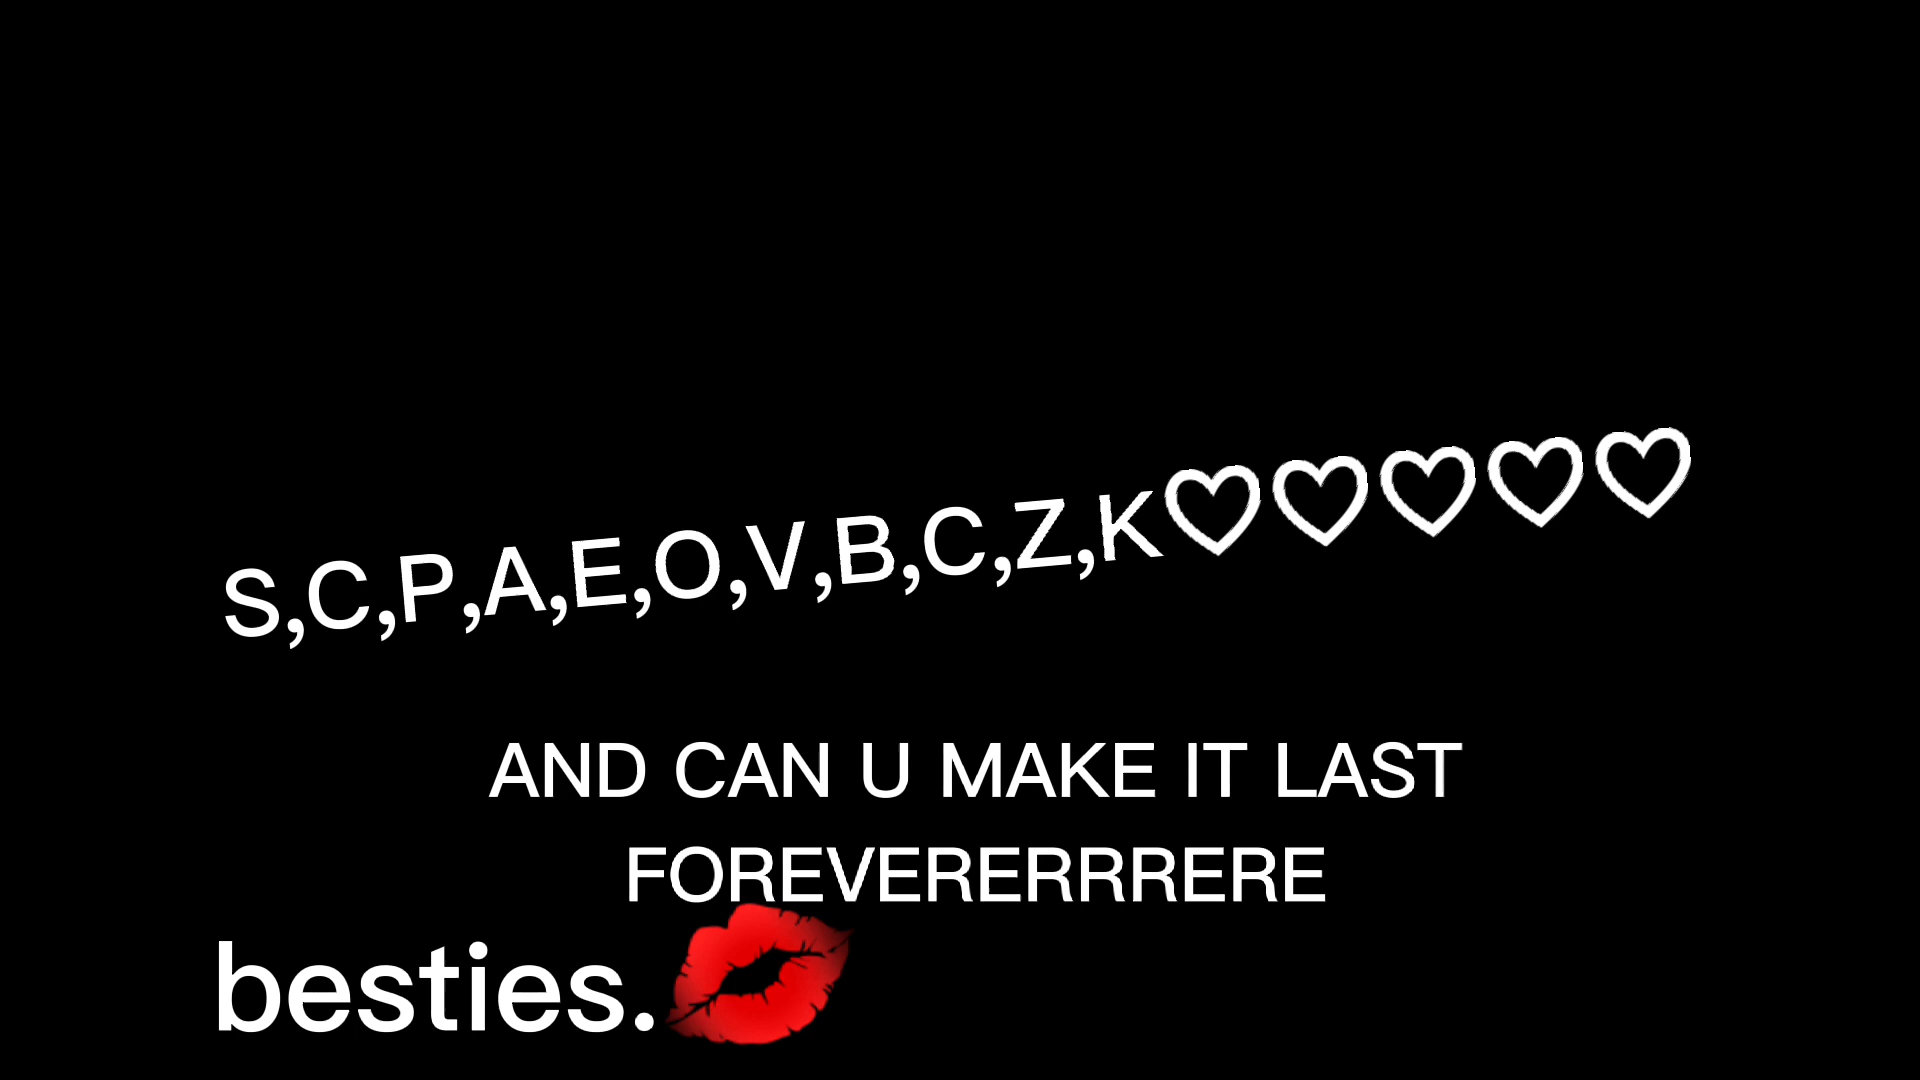 S,C,P,A,E,O,V,B,C,Z,K♡♡♡♡♡
AND CAN U MAKE IT LAST
FOREVERERRRERE
besties.💋